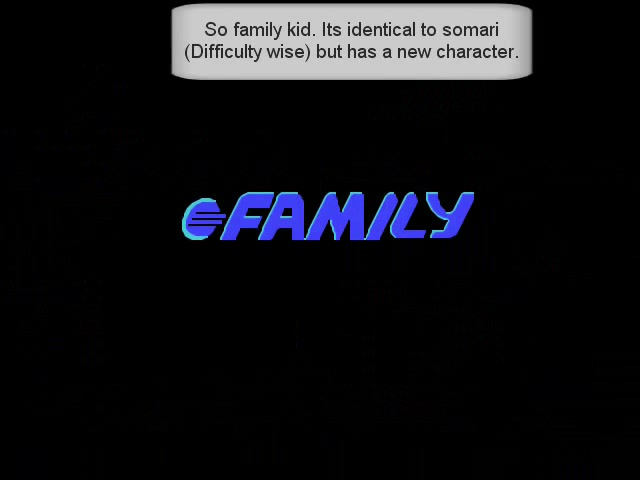 So family kid. Its identical to somari
(Difficulty wise) but has a new character.
FAMILY